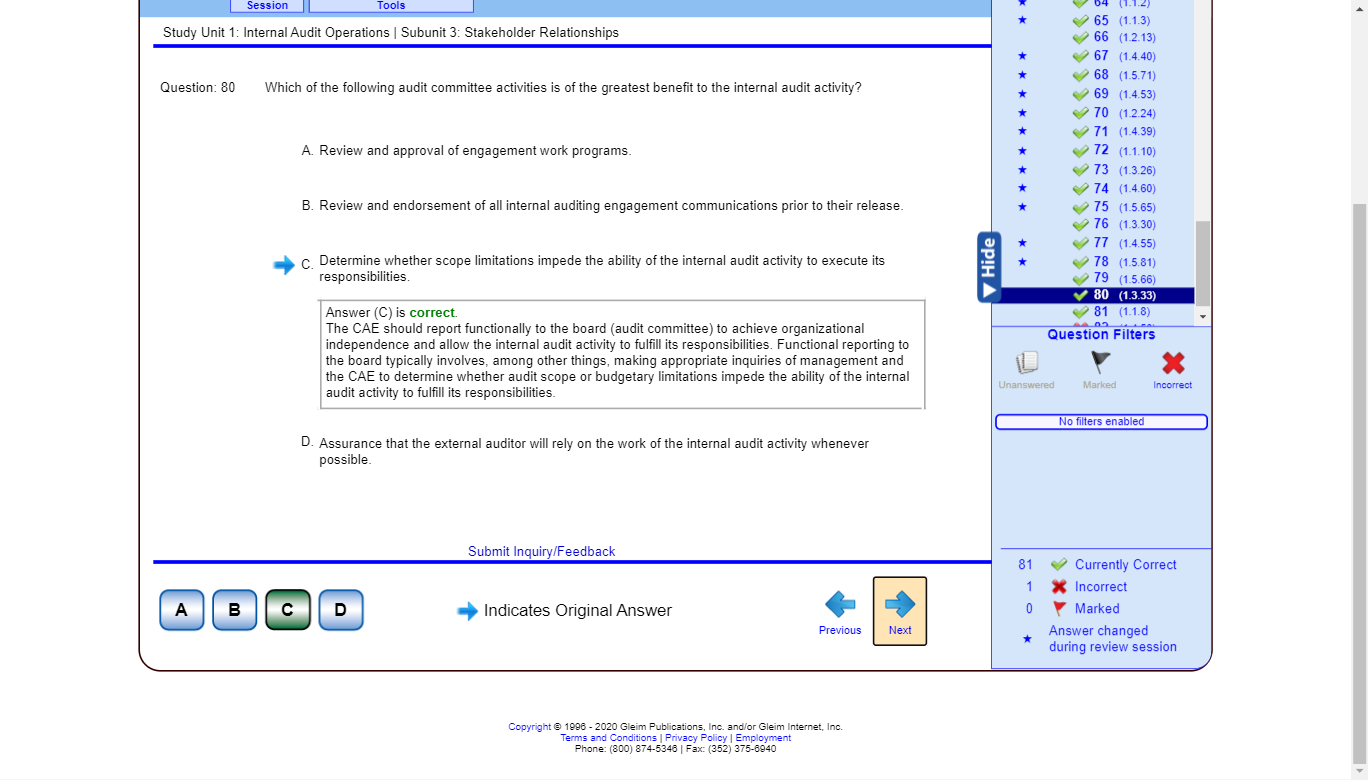 Session
Tools
Study Unit 1: Internal Audit Operations | Subunit 3: Stakeholder Relationships
Question: 80
Which of the following audit committee activities is of the greatest benefit to the internal audit activity?
A. Review and approval of engagement work programs.
B. Review and endorsement of all internal auditing engagement communications prior to their release.
C. Determine whether scope limitations impede the ability of the internal audit activity to execute its
responsibilities.
Answer (C) is correct.
The CAE should report functionally to the board (audit committee) to achieve organizational
independence and allow the internal audit activity to fulfill its responsibilities. Functional reporting to
the board typically involves, among other things, making appropriate inquiries of management and
the CAE to determine whether audit scope or budgetary limitations impede the ability of the internal
audit activity to fulfill its responsibilities.
D. Assurance that the external auditor will rely on the work of the internal audit activity whenever
possible.
Submit Inquiry/Feedback
A
B
C
D
Indicates Original Answer
Previous
Next
64 (1.1.2)
65 (1.1.3)
66 (1.2.13)
67 (1.4.40)
68 (1.5.71)
69 (1.4.53)
70 (1.2.24)
71 (1.4.39)
72 (1.1.10)
73 (1.3.26)
74 (1.4.60)
75 (1.5.65)
76 (1.3.30)
77 (1.4.55)
78 (1.5.81)
79 (1.5.66)
80 (1.3.33)
81 (1.1.8)
Hide
Question Filters
Unanswered
Marked
Incorrect
No filters enabled
81 Currently Correct
1 Incorrect
0 Marked
Answer changed
during review session
Copyright © 1996 - 2020 Gleim Publications, Inc. and/or Gleim Internet, Inc.
Terms and Conditions | Privacy Policy | Employment
Phone: (800) 874-5346 | Fax: (352) 375-6940